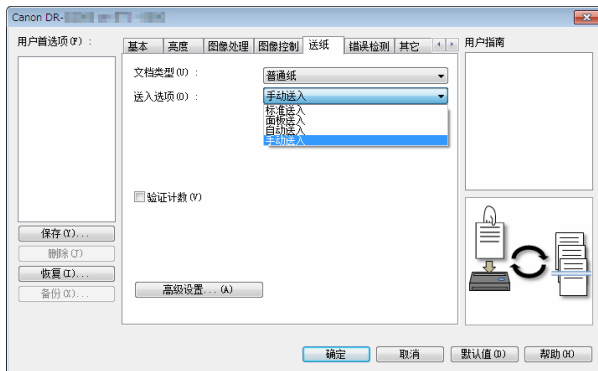 Canon DR-
用户首选项(P) :
基本 亮度 图像处理 图像控制 送纸 错误检测 其它
用户指南
文档类型(U) :
普通纸
送入选项(O) :
手动送入
标准送入
面板送入
自动送入
手动送入
验证计数(V)
保存(Y)...
删除(J)
恢复(I)...
备份(X)...
高级设置...(A)
确定 取消 默认值(D) 帮助(H)